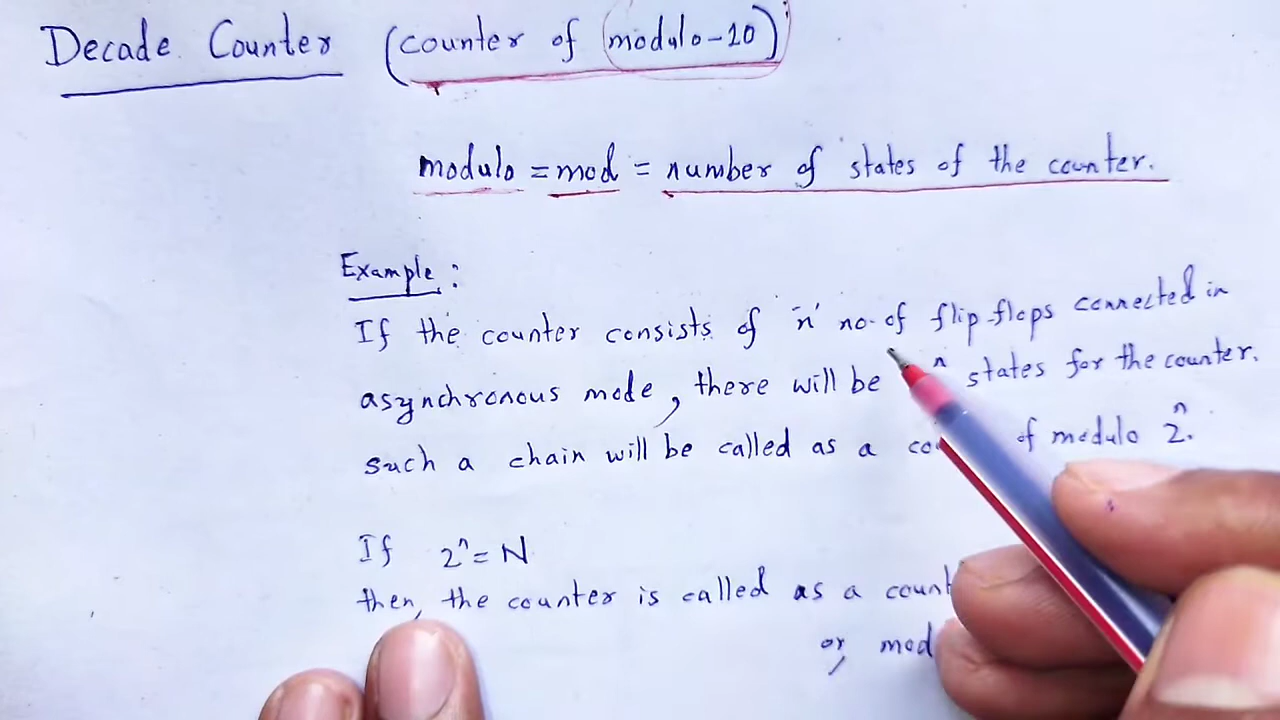 Decade Counter (counter of modulo-10)
modulo = mod = number of states of the counter.
Example:
If the counter consists of 'n' no. of flip-flops connected in
asynchronous mode, there will be n states for the counter.
such a chain will be called as a of modulo 2ⁿ.
If 2ⁿ = N
then, the counter is called as a
or, mod